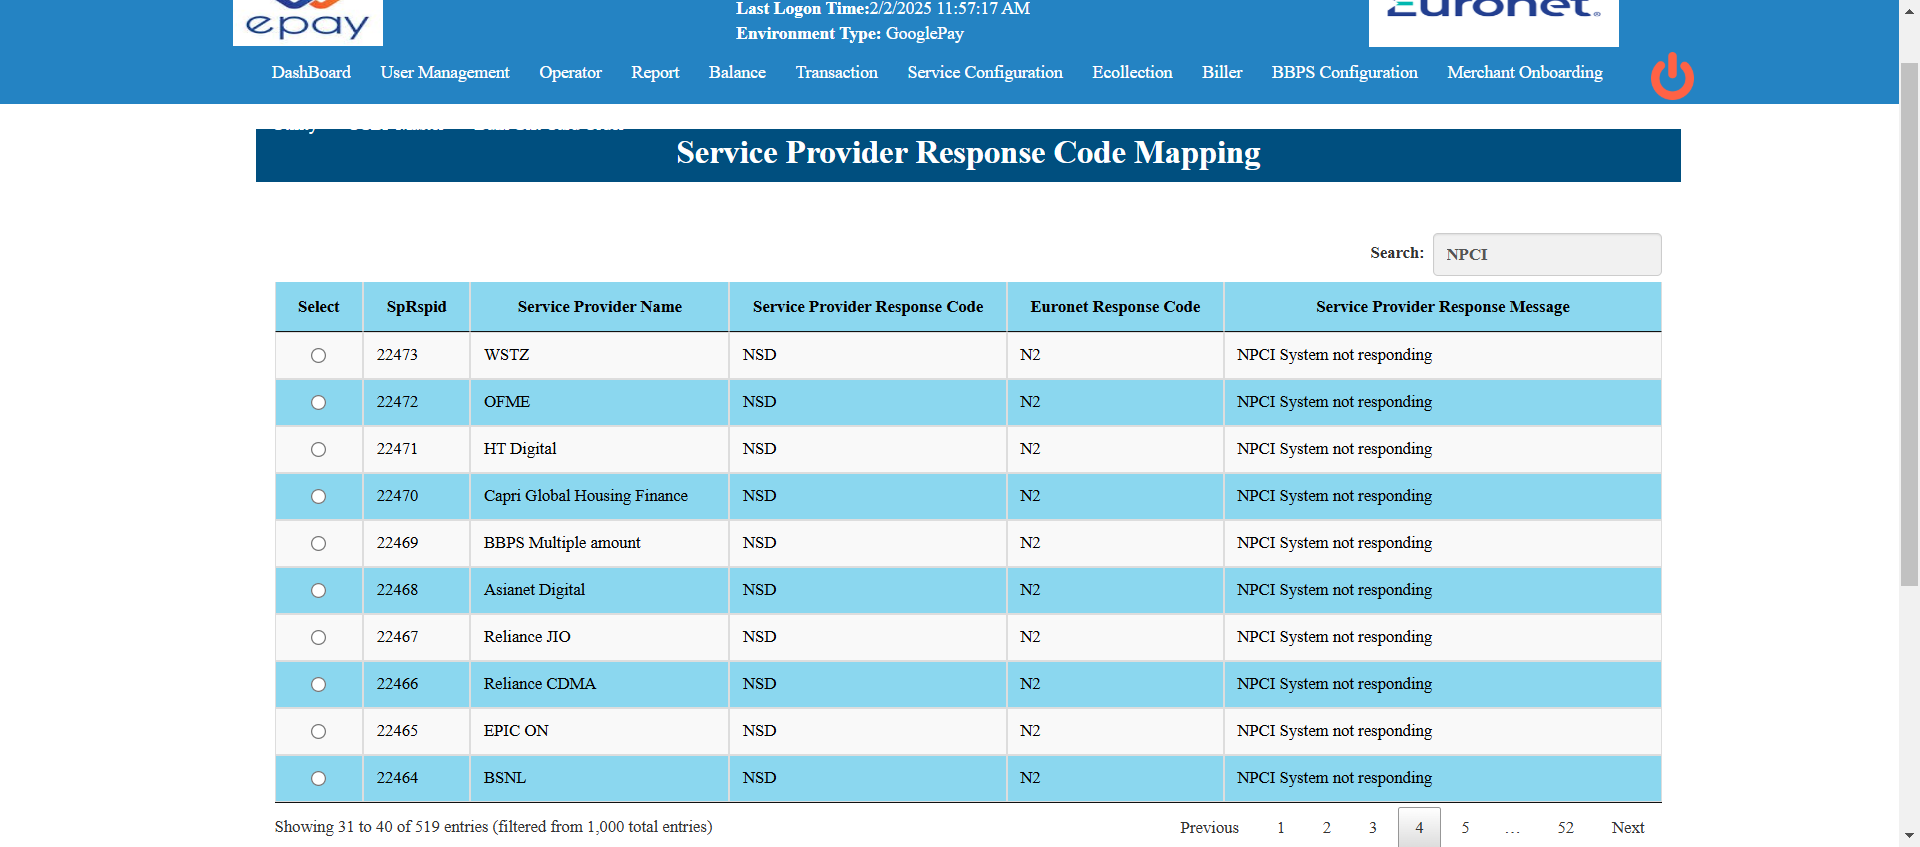 epay
Last Logon Time:2/2/2025 11:57:17 AM
Environment Type: GooglePay
Euronet
DashBoard User Management Operator Report Balance Transaction Service Configuration Ecollection Biller BBPS Configuration Merchant Onboarding
Service Provider Response Code Mapping
Search: NPCI
Select SpRspid Service Provider Name Service Provider Response Code Euronet Response Code Service Provider Response Message
22473 WSTZ NSD N2 NPCI System not responding
22472 OFME NSD N2 NPCI System not responding
22471 HT Digital NSD N2 NPCI System not responding
22470 Capri Global Housing Finance NSD N2 NPCI System not responding
22469 BBPS Multiple amount NSD N2 NPCI System not responding
22468 Asianet Digital NSD N2 NPCI System not responding
22467 Reliance JIO NSD N2 NPCI System not responding
22466 Reliance CDMA NSD N2 NPCI System not responding
22465 EPIC ON NSD N2 NPCI System not responding
22464 BSNL NSD N2 NPCI System not responding
Showing 31 to 40 of 519 entries (filtered from 1,000 total entries)
Previous 1 2 3 4 5 … 52 Next